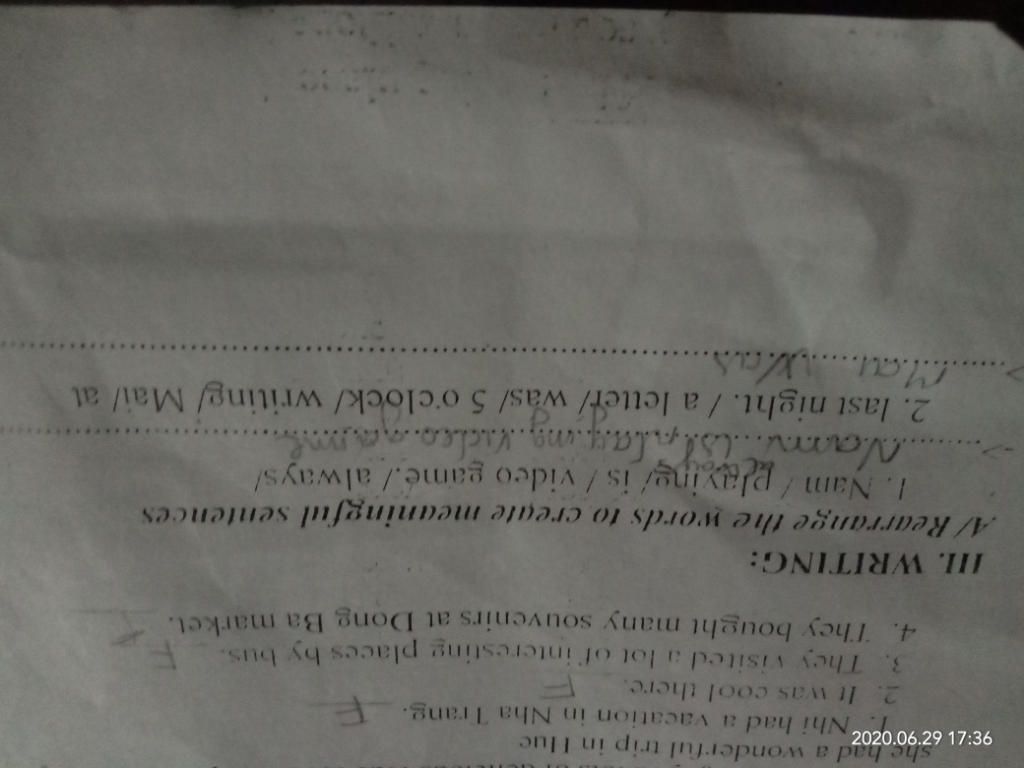 she had a wonderful trip in Hue
1. Nhi had a vacation in Nha Trang. F
2. It was cool there. F
3. They visited a lot of interesting places by bus. F
4. They bought many souvenirs at Dong Ba market.
III. WRITING:
A/ Rearrange the words to create meaningful sentences
1. Nam / playing/ is / video game. / always/
always
-> Nam is playing video game
2. last night. / a letter/ was/ 5 o'clock/ writing/ Mai/ at
-> Mai was
2020.06.29 17:36